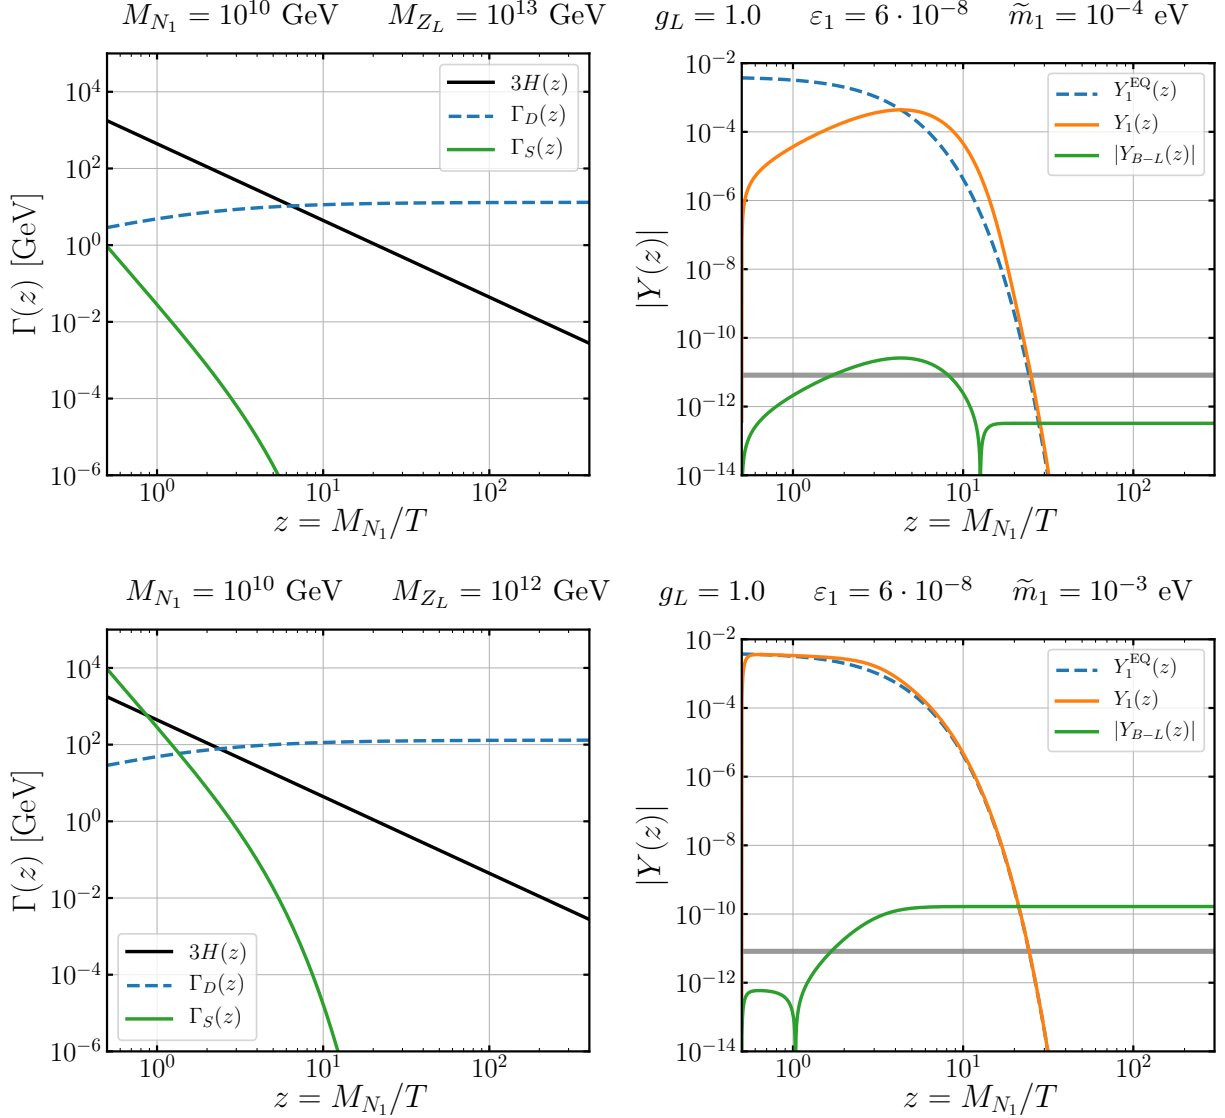 M_{N_1} = 10^{10} GeV M_{Z_L} = 10^{13} GeV g_L = 1.0 ε_1 = 6 · 10^{-8} m̃_1 = 10^{-4} eV
Γ(z) [GeV]
10^4
10^2
10^0
10^{-2}
10^{-4}
10^{-6}
3H(z)
Γ_D(z)
Γ_S(z)
10^0 10^1 10^2
z = M_{N_1}/T
|Y(z)|
10^{-2}
10^{-4}
10^{-6}
10^{-8}
10^{-10}
10^{-12}
10^{-14}
Y_1^{EQ}(z)
Y_1(z)
|Y_{B-L}(z)|
10^0 10^1 10^2
z = M_{N_1}/T
M_{N_1} = 10^{10} GeV M_{Z_L} = 10^{12} GeV g_L = 1.0 ε_1 = 6 · 10^{-8} m̃_1 = 10^{-3} eV
Γ(z) [GeV]
10^4
10^2
10^0
10^{-2}
10^{-4}
10^{-6}
3H(z)
Γ_D(z)
Γ_S(z)
10^0 10^1 10^2
z = M_{N_1}/T
|Y(z)|
10^{-2}
10^{-4}
10^{-6}
10^{-8}
10^{-10}
10^{-12}
10^{-14}
Y_1^{EQ}(z)
Y_1(z)
|Y_{B-L}(z)|
10^0 10^1 10^2
z = M_{N_1}/T